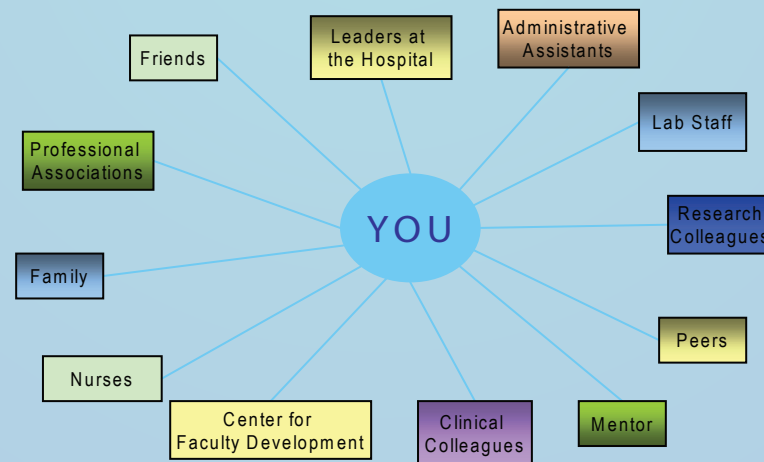 Leaders at
the Hospital
Administrative
Assistants
Friends
Lab Staff
Professional
Associations
YOU
Research
Colleagues
Family
Peers
Nurses
Center for
Faculty Development
Clinical
Colleagues
Mentor